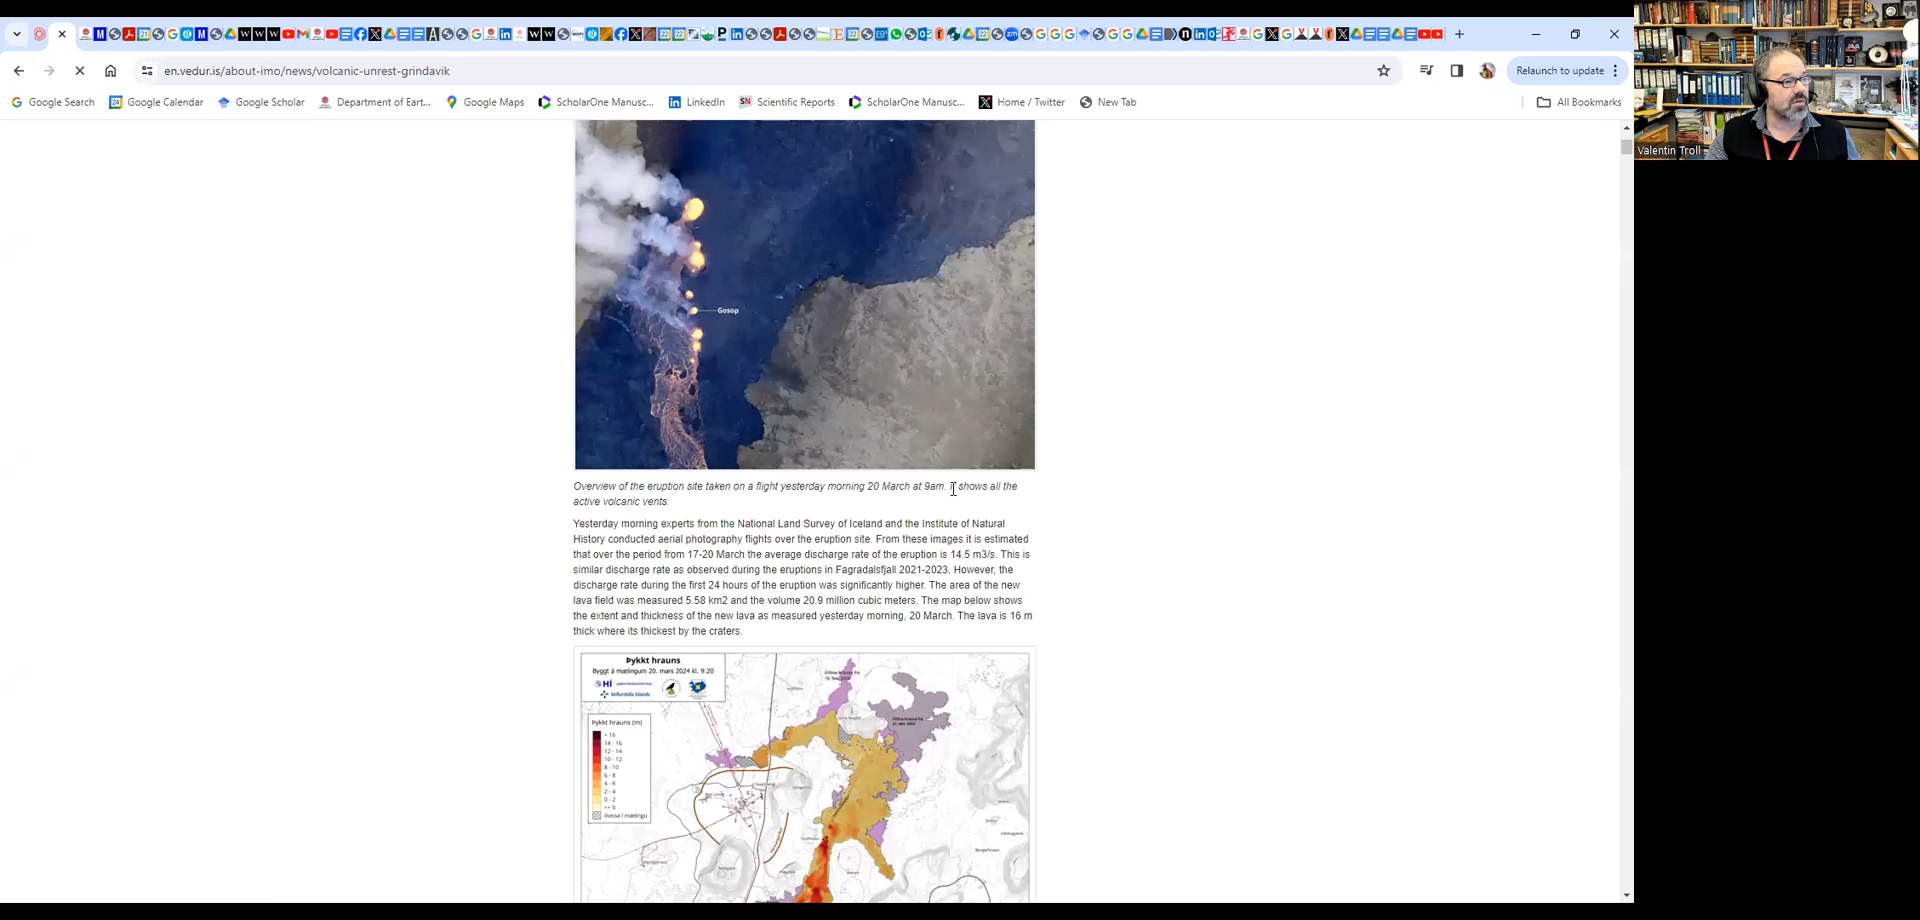 en.vedur.is/about-imo/news/volcanic-unrest-grindavik
Relaunch to update
Google Search
Google Calendar
Google Scholar
Department of Eart...
Google Maps
ScholarOne Manusc...
LinkedIn
Scientific Reports
ScholarOne Manusc...
Home / Twitter
New Tab
All Bookmarks
Valentin Troll
Gosop
Overview of the eruption site taken on a flight yesterday morning 20 March at 9am. It shows all the
active volcanic vents.
Yesterday morning experts from the National Land Survey of Iceland and the Institute of Natural
History conducted aerial photography flights over the eruption site. From these images it is estimated
that over the period from 17-20 March the average discharge rate of the eruption is 14.5 m3/s. This is
similar discharge rate as observed during the eruptions in Fagradalsfjall 2021-2023. However, the
discharge rate during the first 24 hours of the eruption was significantly higher. The area of the new
lava field was measured 5.58 km2 and the volume 20.9 million cubic meters. The map below shows
the extent and thickness of the new lava as measured yesterday morning, 20 March. The lava is 16 m
thick where its thickest by the craters.
Þykkt hrauns
Byggt á mælingum 20. mars 2024 kl. 9:20
HÍ
Veðurstofa Íslands
Þykkt hrauns (m)
> 16
14 - 16
12 - 14
10 - 12
8 - 10
6 - 8
4 - 6
2 - 4
0 - 2
<= 0
óvissa í mælingu